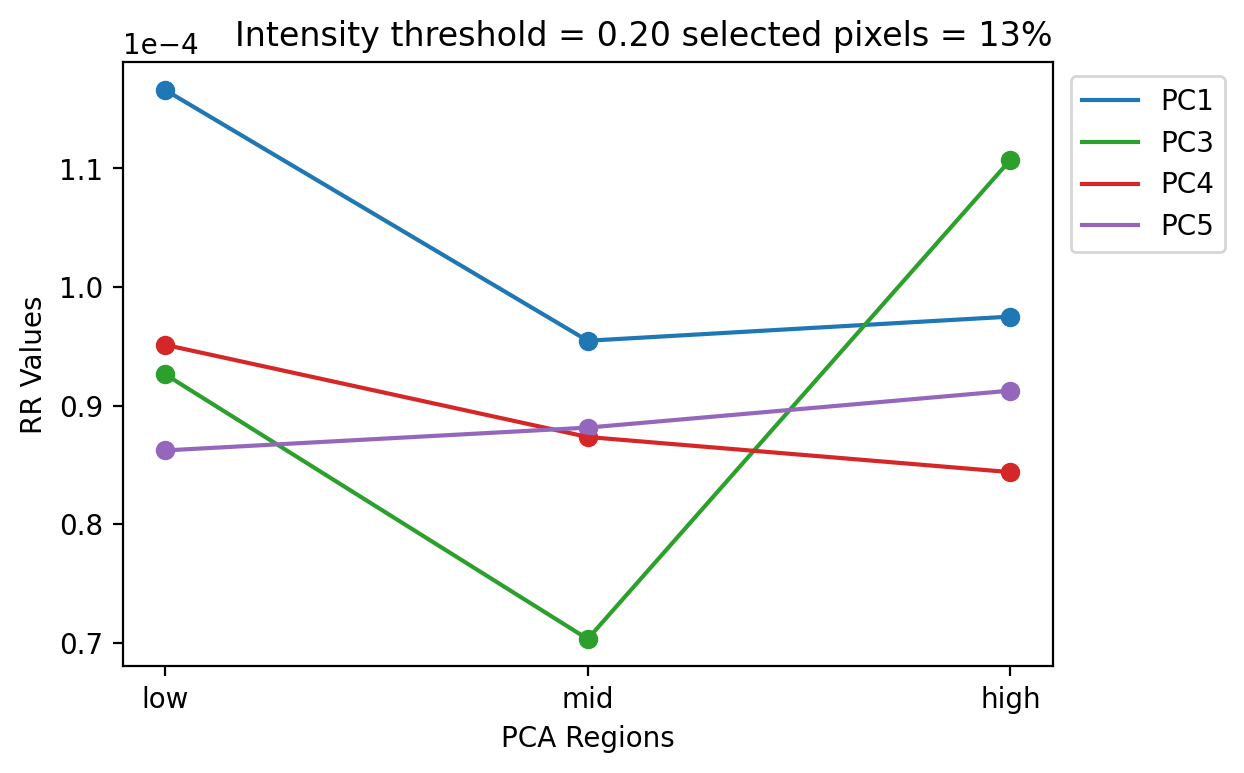 1e−4
Intensity threshold = 0.20 selected pixels = 13%
PC1
PC3
PC4
PC5
1.1
1.0
0.9
0.8
0.7
RR Values
low
mid
high
PCA Regions